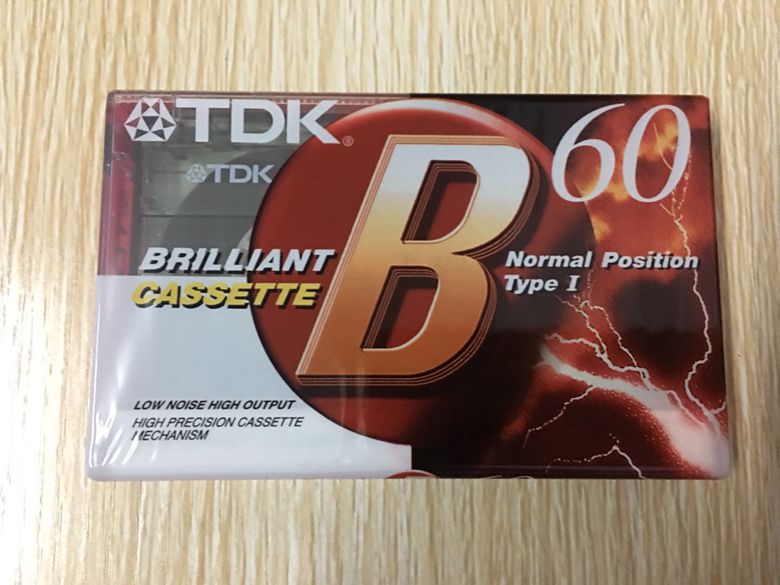 TDK®
60
TDK
B
BRILLIANT
CASSETTE
Normal Position
Type I
LOW NOISE HIGH OUTPUT
HIGH PRECISION CASSETTE
MECHANISM